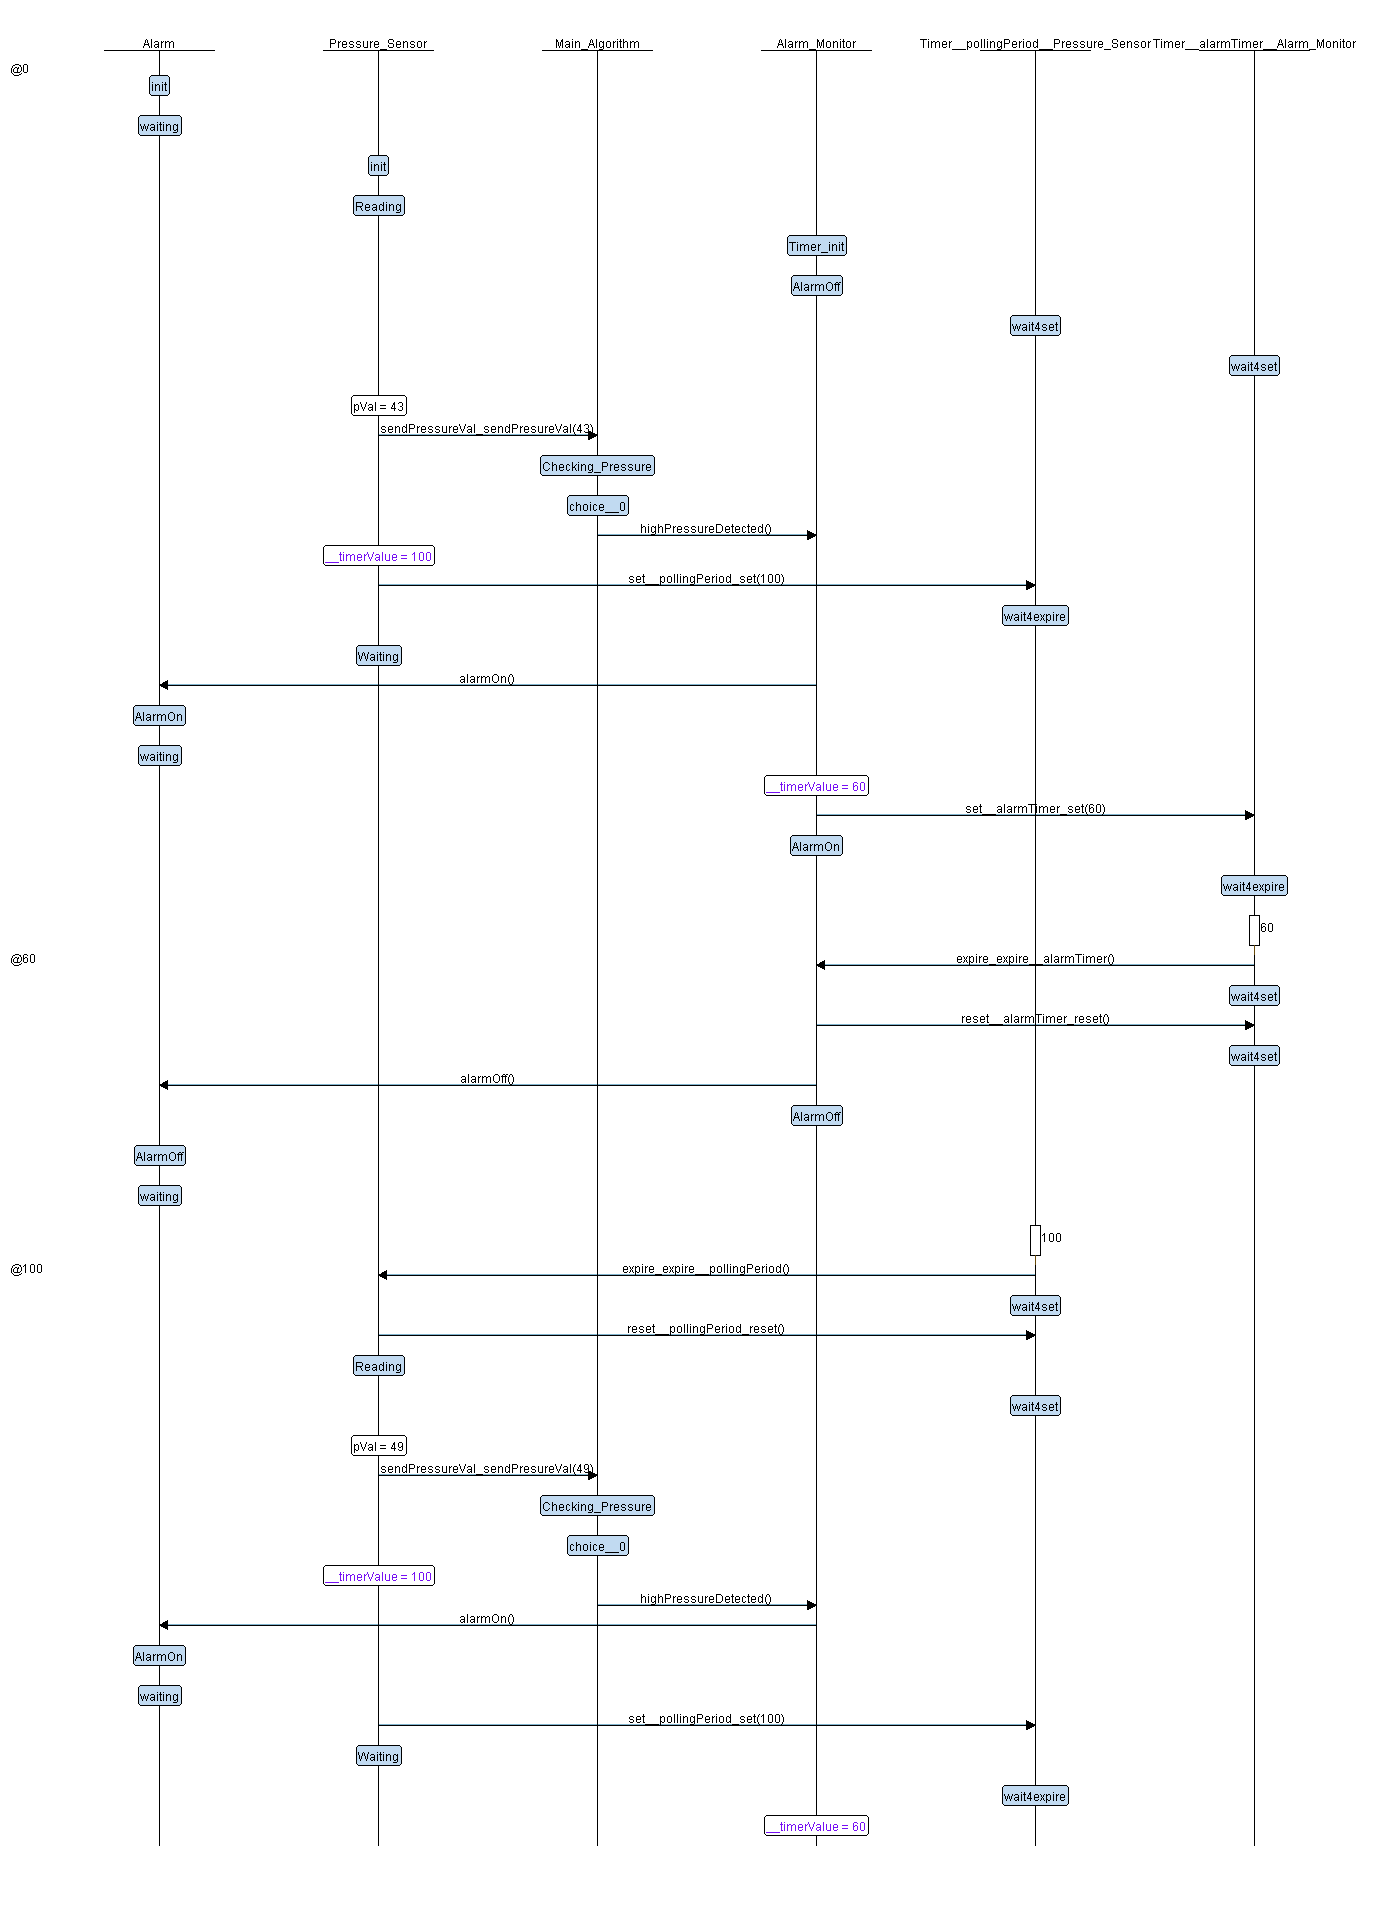 Alarm
Pressure_Sensor
Main_Algorithm
Alarm_Monitor
Timer__pollingPeriod__Pressure_Sensor
Timer__alarmTimer__Alarm_Monitor
@0
init
waiting
init
Reading
Timer_init
AlarmOff
wait4set
wait4set
pVal = 43
sendPressureVal_sendPresureVal(43)
Checking_Pressure
choice__0
highPressureDetected()
__timerValue = 100
set__pollingPeriod_set(100)
wait4expire
Waiting
alarmOn()
AlarmOn
waiting
__timerValue = 60
set__alarmTimer_set(60)
AlarmOn
wait4expire
60
@60
expire_expire__alarmTimer()
wait4set
reset__alarmTimer_reset()
wait4set
alarmOff()
AlarmOff
AlarmOff
waiting
100
@100
expire_expire__pollingPeriod()
wait4set
reset__pollingPeriod_reset()
Reading
wait4set
pVal = 49
sendPressureVal_sendPresureVal(49)
Checking_Pressure
choice__0
__timerValue = 100
highPressureDetected()
alarmOn()
AlarmOn
waiting
set__pollingPeriod_set(100)
Waiting
wait4expire
__timerValue = 60